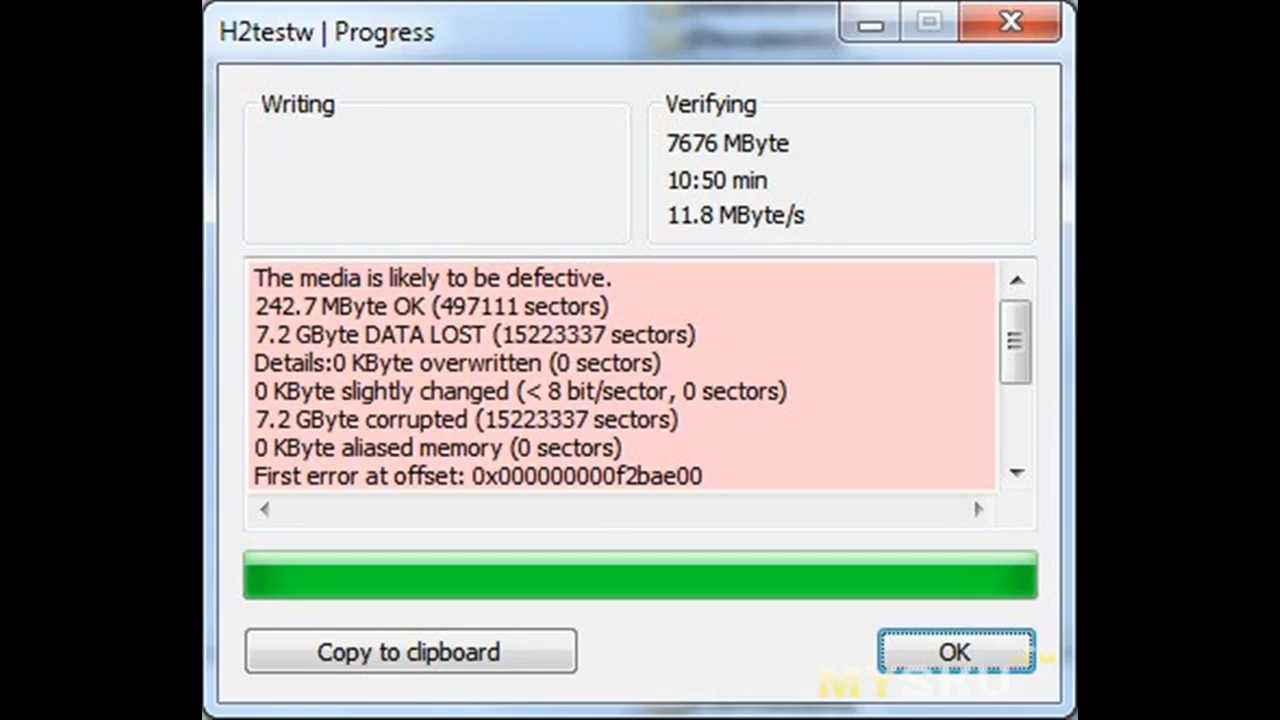 H2testw | Progress
Writing
Verifying
7676 MByte
10:50 min
11.8 MByte/s
The media is likely to be defective.
242.7 MByte OK (497111 sectors)
7.2 GByte DATA LOST (15223337 sectors)
Details:0 KByte overwritten (0 sectors)
0 KByte slightly changed (< 8 bit/sector, 0 sectors)
7.2 GByte corrupted (15223337 sectors)
0 KByte aliased memory (0 sectors)
First error at offset: 0x000000000f2bae00
Copy to clipboard
OK
MYSKU